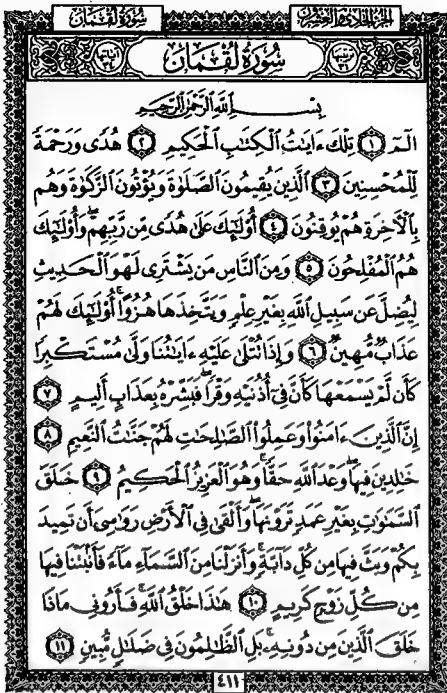 سُورَةُ لُقْمَان
الجزء الحادي والعشرون
سُورَةُ لُقْمَانَ
بِسْمِ اللَّهِ الرَّحْمَٰنِ الرَّحِيمِ
الٓمٓ ١ تِلْكَ ءَايَٰتُ ٱلْكِتَٰبِ ٱلْحَكِيمِ ٢ هُدًى وَرَحْمَةً
لِّلْمُحْسِنِينَ ٣ ٱلَّذِينَ يُقِيمُونَ ٱلصَّلَوٰةَ وَيُؤْتُونَ ٱلزَّكَوٰةَ وَهُم
بِٱلْءَاخِرَةِ هُمْ يُوقِنُونَ ٤ أُو۟لَٰٓئِكَ عَلَىٰ هُدًى مِّن رَّبِّهِمْ ۖ وَأُو۟لَٰٓئِكَ
هُمُ ٱلْمُفْلِحُونَ ٥ وَمِنَ ٱلنَّاسِ مَن يَشْتَرِى لَهْوَ ٱلْحَدِيثِ
لِيُضِلَّ عَن سَبِيلِ ٱللَّهِ بِغَيْرِ عِلْمٍ وَيَتَّخِذَهَا هُزُوًا ۚ أُو۟لَٰٓئِكَ لَهُمْ
عَذَابٌ مُّهِينٌ ٦ وَإِذَا تُتْلَىٰ عَلَيْهِ ءَايَٰتُنَا وَلَّىٰ مُسْتَكْبِرًا
كَأَن لَّمْ يَسْمَعْهَا كَأَنَّ فِىٓ أُذُنَيْهِ وَقْرًا ۖ فَبَشِّرْهُ بِعَذَابٍ أَلِيمٍ ٧
إِنَّ ٱلَّذِينَ ءَامَنُوا۟ وَعَمِلُوا۟ ٱلصَّٰلِحَٰتِ لَهُمْ جَنَّٰتُ ٱلنَّعِيمِ ٨
خَٰلِدِينَ فِيهَا ۖ وَعْدَ ٱللَّهِ حَقًّا ۚ وَهُوَ ٱلْعَزِيزُ ٱلْحَكِيمُ ٩ خَلَقَ
ٱلسَّمَٰوَٰتِ بِغَيْرِ عَمَدٍ تَرَوْنَهَا ۖ وَأَلْقَىٰ فِى ٱلْأَرْضِ رَوَٰسِىَ أَن تَمِيدَ
بِكُمْ وَبَثَّ فِيهَا مِن كُلِّ دَآبَّةٍ ۚ وَأَنزَلْنَا مِنَ ٱلسَّمَآءِ مَآءً فَأَنۢبَتْنَا فِيهَا
مِن كُلِّ زَوْجٍ كَرِيمٍ ١٠ هَٰذَا خَلْقُ ٱللَّهِ فَأَرُونِى مَاذَا
خَلَقَ ٱلَّذِينَ مِن دُونِهِۦ ۚ بَلِ ٱلظَّٰلِمُونَ فِى ضَلَٰلٍ مُّبِينٍ ١١
٤١١